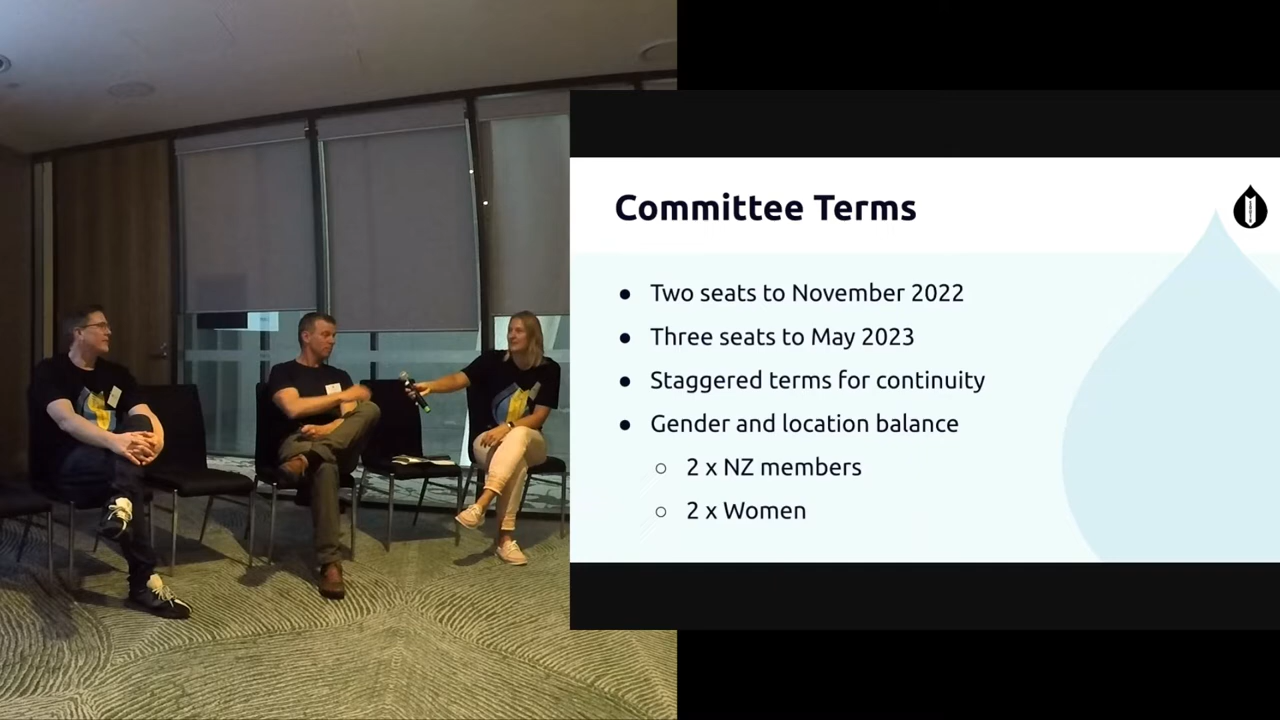 Committee Terms
● Two seats to November 2022
● Three seats to May 2023
● Staggered terms for continuity
● Gender and location balance
○ 2 x NZ members
○ 2 x Women